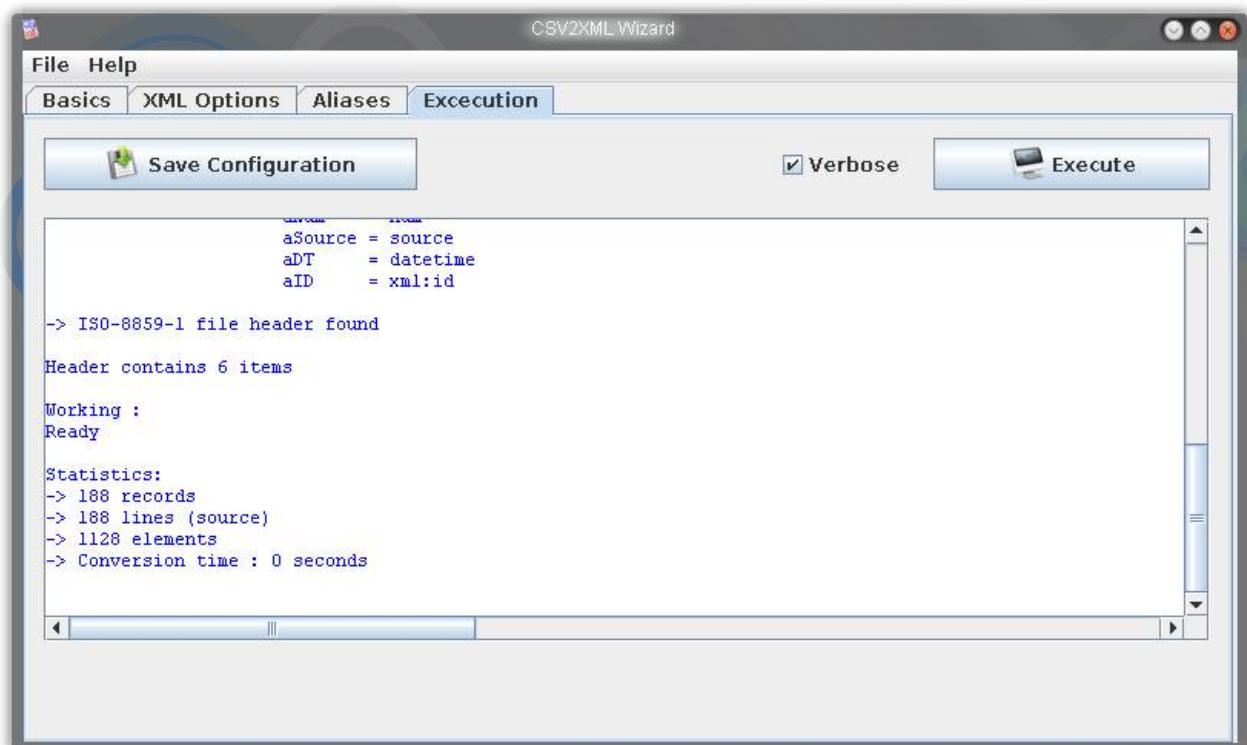 CSV2XML Wizard
File Help
Basics XML Options Aliases Excecution
Save Configuration Verbose Execute
aSource = source
aDT = datetime
aID = xml:id
-> ISO-8859-1 file header found
Header contains 6 items
Working :
Ready
Statistics:
-> 188 records
-> 188 lines (source)
-> 1128 elements
-> Conversion time : 0 seconds